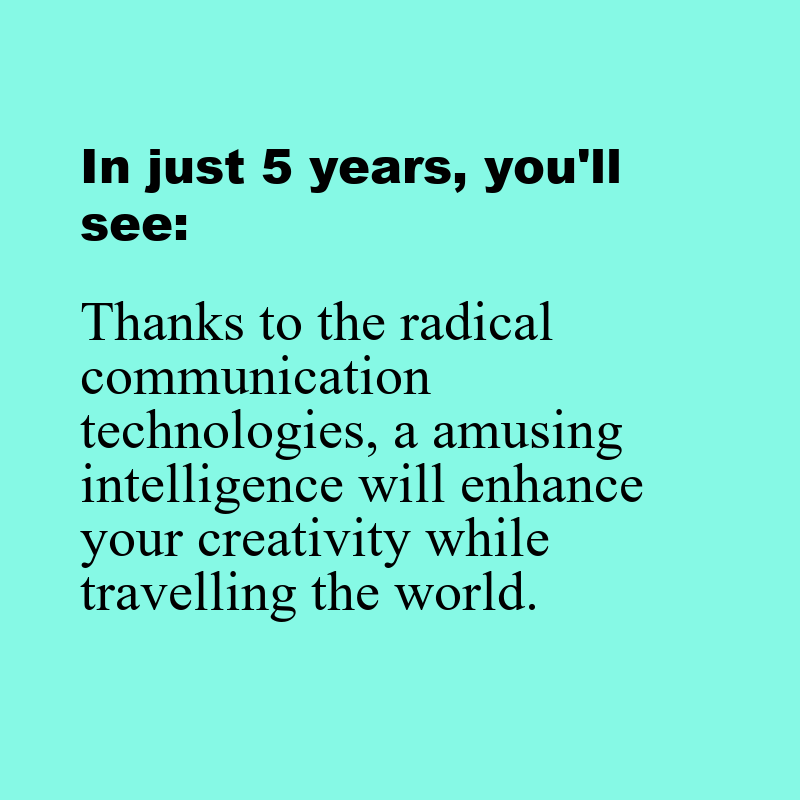 In just 5 years, you'll
see:
Thanks to the radical
communication
technologies, a amusing
intelligence will enhance
your creativity while
travelling the world.